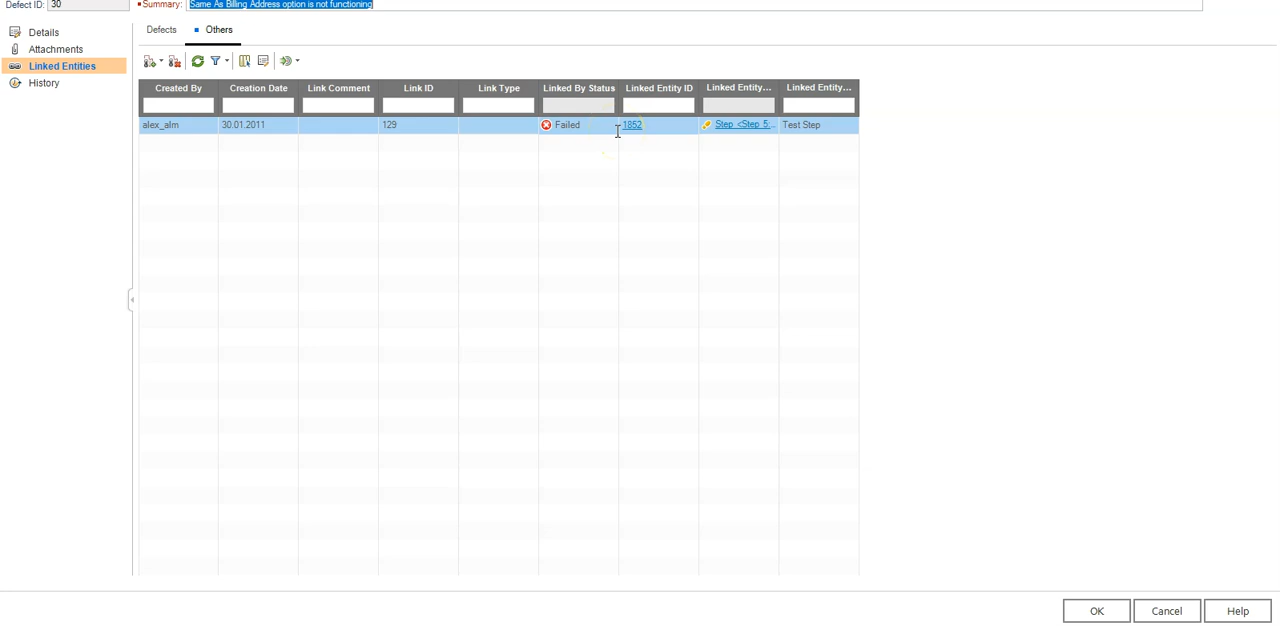 Defect ID: 30 •Summary: Same As Billing Address option is not functioning
Details
Attachments
Linked Entities
History
Defects Others
Created By Creation Date Link Comment Link ID Link Type Linked By Status Linked Entity ID Linked Entity... Linked Entity...
alex_alm 30.01.2011 129 Failed 1852 Step <Step 5:... Test Step
OK Cancel Help